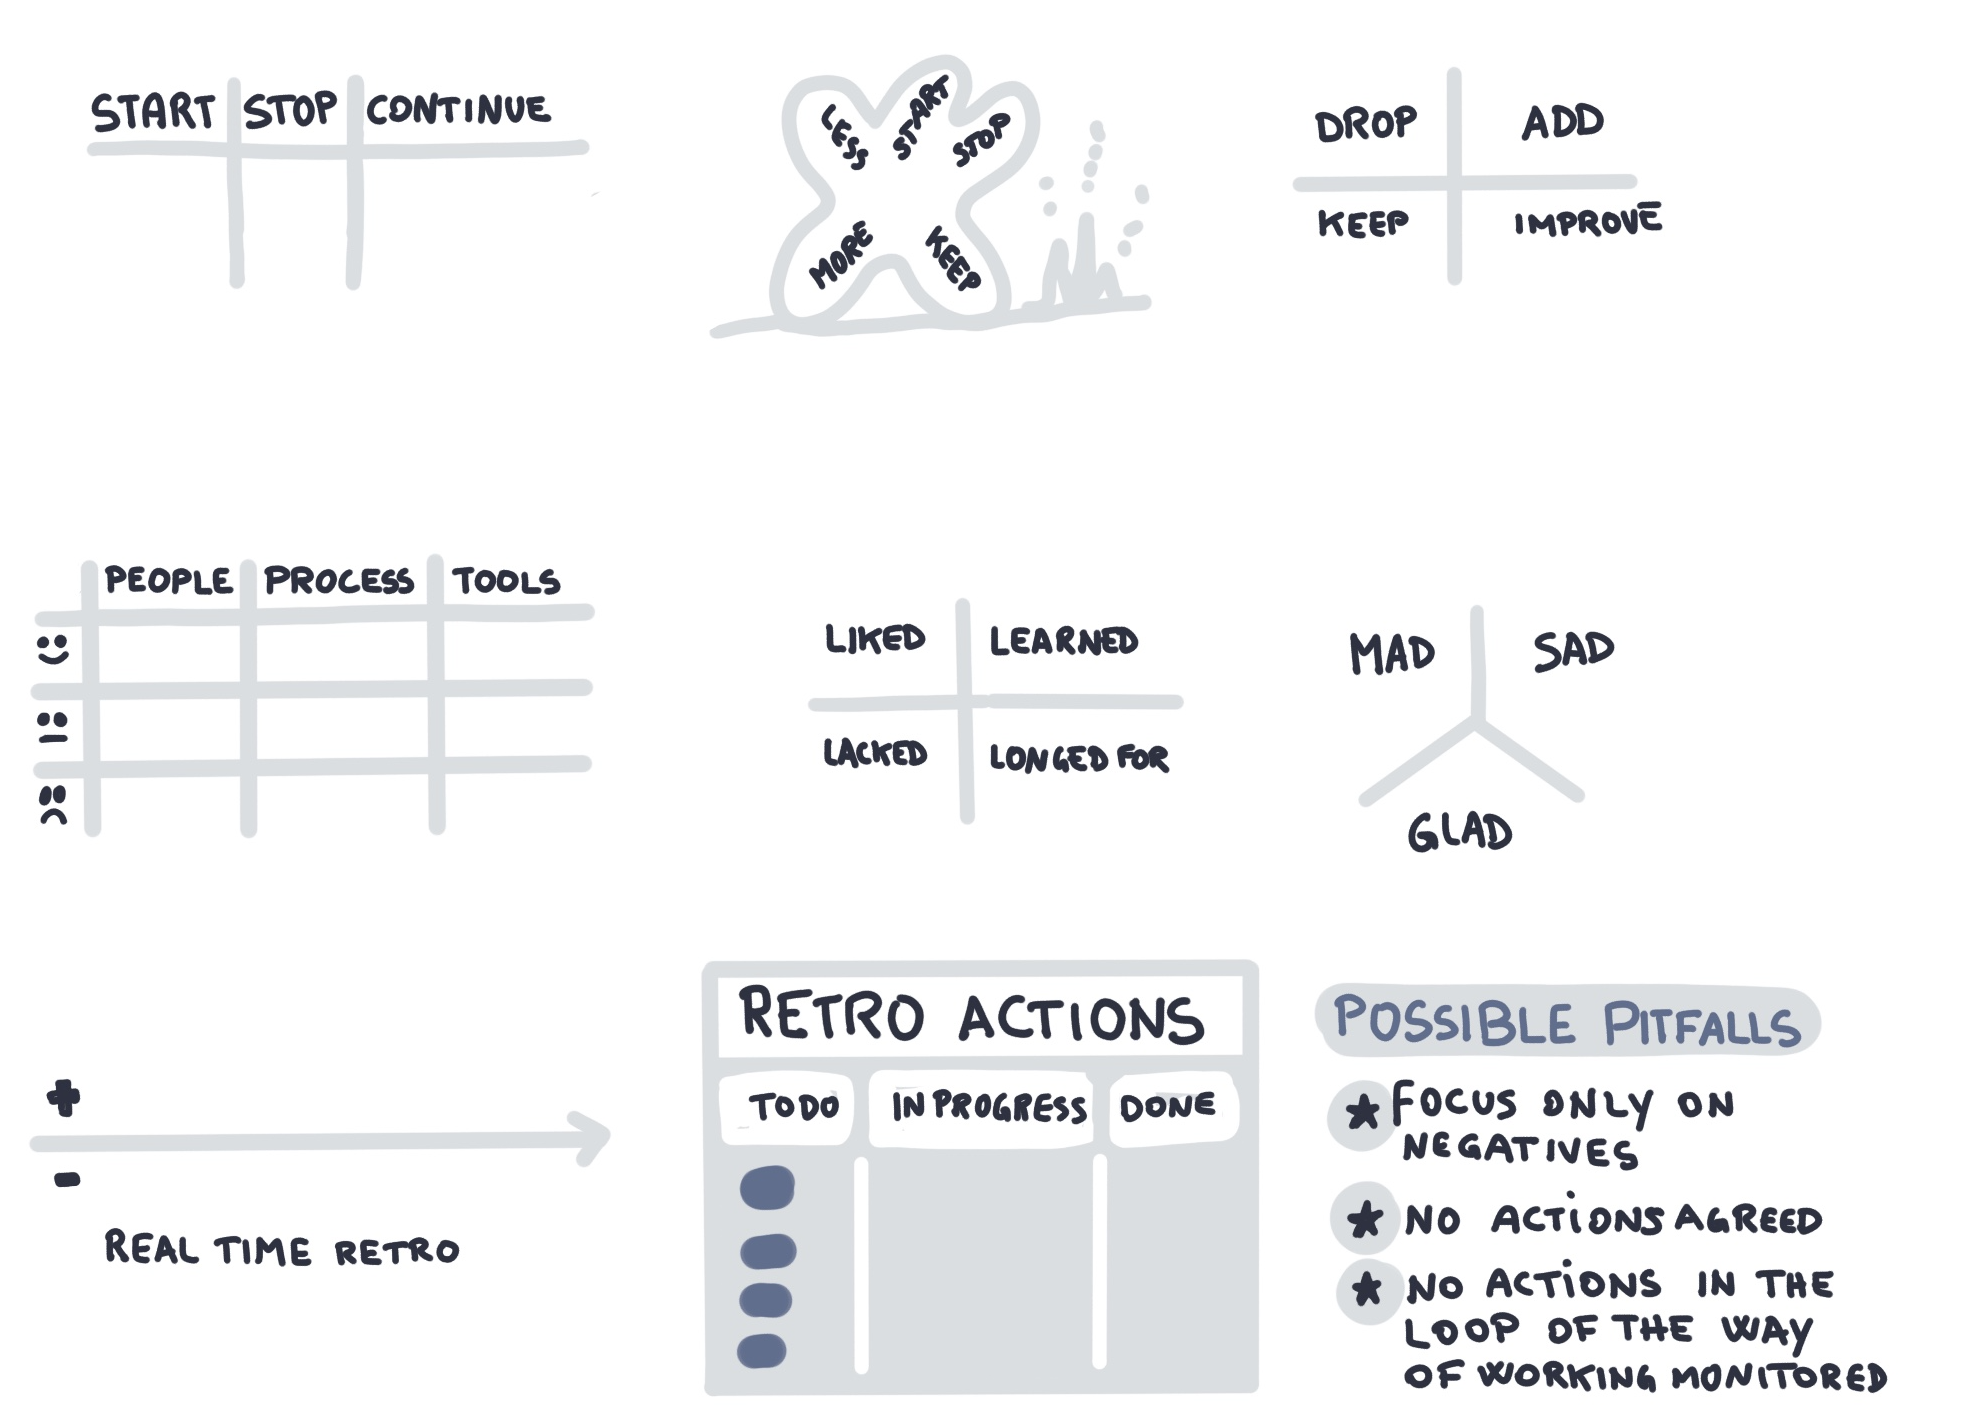 START STOP CONTINUE
LESS
START
STOP
MORE
KEEP
DROP ADD
KEEP IMPROVE
PEOPLE PROCESS TOOLS
LIKED LEARNED
LACKED LONGED FOR
MAD SAD
GLAD
+
-
REAL TIME RETRO
RETRO ACTIONS
TODO IN PROGRESS DONE
POSSIBLE PITFALLS
FOCUS ONLY ON
NEGATIVES
NO ACTIONS AGREED
NO ACTIONS IN THE
LOOP OF THE WAY
OF WORKING MONITORED